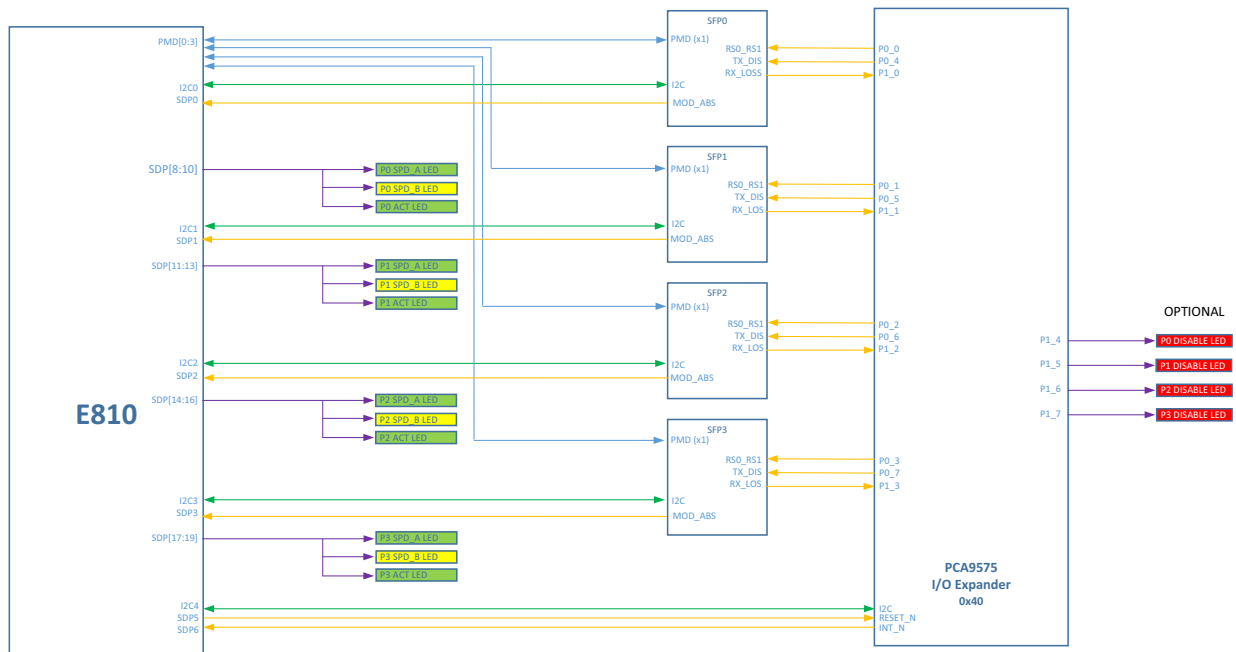 E810
PMD[0:3]
I2C0
SDP0
SDP[8:10]
I2C1
SDP1
SDP[11:13]
I2C2
SDP2
SDP[14:16]
I2C3
SDP3
SDP[17:19]
I2C4
SDP5
SDP6
P0 SPD_A LED
P0 SPD_B LED
P0 ACT LED
P1 SPD_A LED
P1 SPD_B LED
P1 ACT LED
P2 SPD_A LED
P2 SPD_B LED
P2 ACT LED
P3 SPD_A LED
P3 SPD_B LED
P3 ACT LED
SFP0
PMD (x1)
RS0_RS1
TX_DIS
RX_LOSS
I2C
MOD_ABS
SFP1
PMD (x1)
RS0_RS1
TX_DIS
RX_LOS
I2C
MOD_ABS
SFP2
PMD (x1)
RS0_RS1
TX_DIS
RX_LOS
I2C
MOD_ABS
SFP3
PMD (x1)
RS0_RS1
TX_DIS
RX_LOS
I2C
MOD_ABS
P0_0
P0_4
P1_0
P0_1
P0_5
P1_1
P0_2
P0_6
P1_2
P0_3
P0_7
P1_3
PCA9575
I/O Expander
0x40
I2C
RESET_N
INT_N
P1_4
P1_5
P1_6
P1_7
OPTIONAL
P0 DISABLE LED
P1 DISABLE LED
P2 DISABLE LED
P3 DISABLE LED